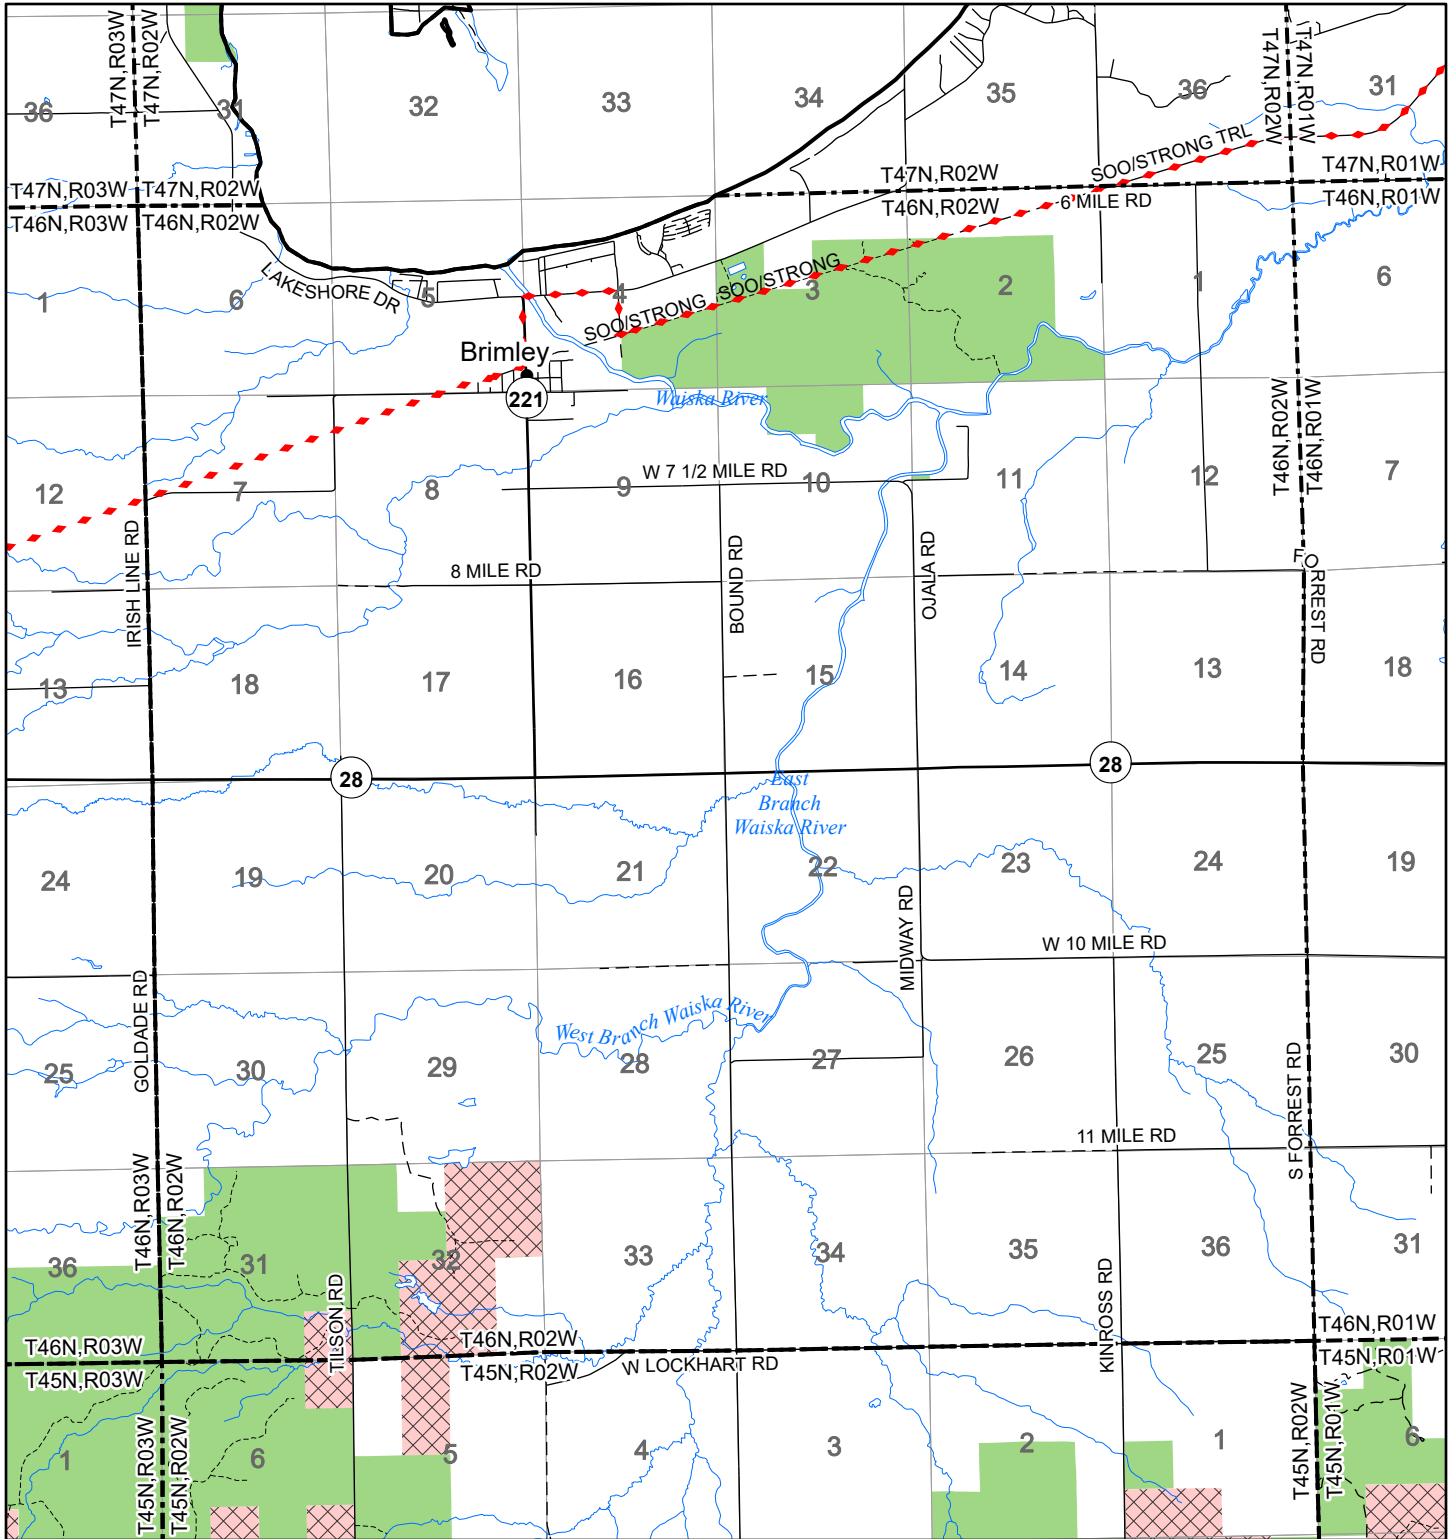 T47N,R03W
T47N,R02W
T47N,R02W
T47N,R01W
36
31
32
33
34
35
36
31
SOO/STRONG TRL
T47N,R03W
T47N,R02W
T47N,R02W
T47N,R01W
T46N,R03W
T46N,R02W
T46N,R02W
T46N,R01W
6 MILE RD
LAKESHORE DR
SOO/STRONG
SOO/STRONG
1
6
5
4
3
2
1
6
Brimley
221
Waiska River
T46N,R02W
T46N,R01W
W 7 1/2 MILE RD
12
7
8
9
10
11
12
7
IRISH LINE RD
8 MILE RD
BOUND RD
OJALA RD
FORREST RD
13
18
17
16
15
14
13
18
28
28
East
Branch
Waiska River
24
19
20
21
22
23
24
19
MIDWAY RD
W 10 MILE RD
GOLDADE RD
West Branch Waiska River
25
30
29
28
27
26
25
30
S FORREST RD
11 MILE RD
T46N,R03W
T46N,R02W
36
31
32
33
34
35
36
31
TILSON RD
KINROSS RD
T46N,R03W
T46N,R02W
T46N,R01W
T45N,R03W
T45N,R02W
W LOCKHART RD
T45N,R01W
T45N,R03W
T45N,R02W
T45N,R02W
T45N,R01W
1
6
5
4
3
2
1
6